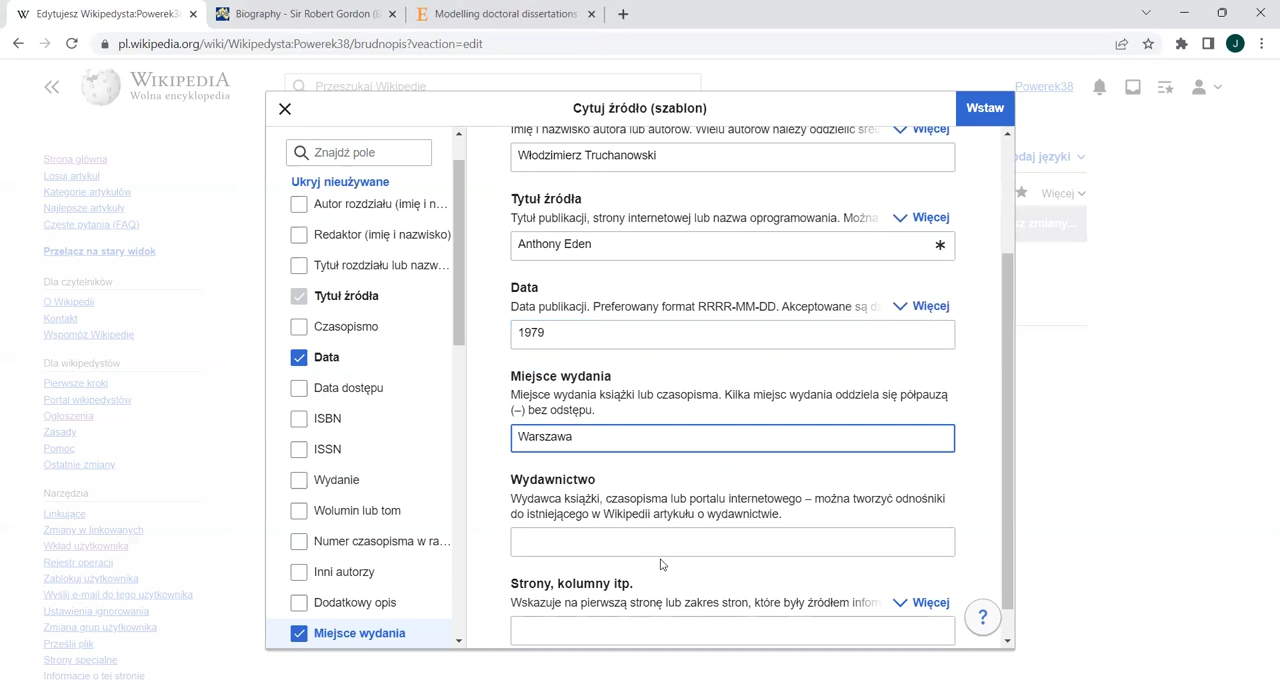 Edytujesz Wikipedysta:Powerek38
Biography - Sir Robert Gordon (
Modelling doctoral dissertations
pl.wikipedia.org/wiki/Wikipedysta:Powerek38/brudnopis?veaction=edit
J
WIKIPEDIA
Wolna encyklopedia
Przeszukaj Wikipedię
Powerek38
Strona główna
Losuj artykuł
Kategorie artykułów
Najlepsze artykuły
Częste pytania (FAQ)
Przełącz na stary widok
Dla czytelników
O Wikipedii
Kontakt
Wspomóż Wikipedię
Dla wikipedystów
Pierwsze kroki
Portal wikipedystów
Ogłoszenia
Zasady
Pomoc
Ostatnie zmiany
Narzędzia
Linkujące
Zmiany w linkowanych
Wkład użytkownika
Rejestr operacji
Zablokuj użytkownika
Wyślij e-mail do tego użytkownika
Ustawienia ignorowania
Zmiana grup użytkownika
Prześlij plik
Strony specjalne
Informacje o tej stronie
Cytuj źródło (szablon)
Wstaw
Znajdź pole
Ukryj nieużywane
Autor rozdziału (imię i n...
Redaktor (imię i nazwisko)
Tytuł rozdziału lub nazw...
Tytuł źródła
Czasopismo
Data
Data dostępu
ISBN
ISSN
Wydanie
Wolumin lub tom
Numer czasopisma w ra...
Inni autorzy
Dodatkowy opis
Miejsce wydania
Imię i nazwisko autora lub autorów. Wielu autorów należy oddzielić Więcej
Włodzimierz Truchanowski
Tytuł źródła
Tytuł publikacji, strony internetowej lub nazwa oprogramowania. Można Więcej
Anthony Eden *
Data
Data publikacji. Preferowany format RRRR-MM-DD. Akceptowane są Więcej
1979
Miejsce wydania
Miejsce wydania książki lub czasopisma. Kilka miejsc wydania oddziela się półpauzą
(–) bez odstępu.
Warszawa
Wydawnictwo
Wydawca książki, czasopisma lub portalu internetowego – można tworzyć odnośniki
do istniejącego w Wikipedii artykułu o wydawnictwie.
Strony, kolumny itp.
Wskazuje na pierwszą stronę lub zakres stron, które były źródłem Więcej
?
odaj języki
Więcej
sz zmiany...